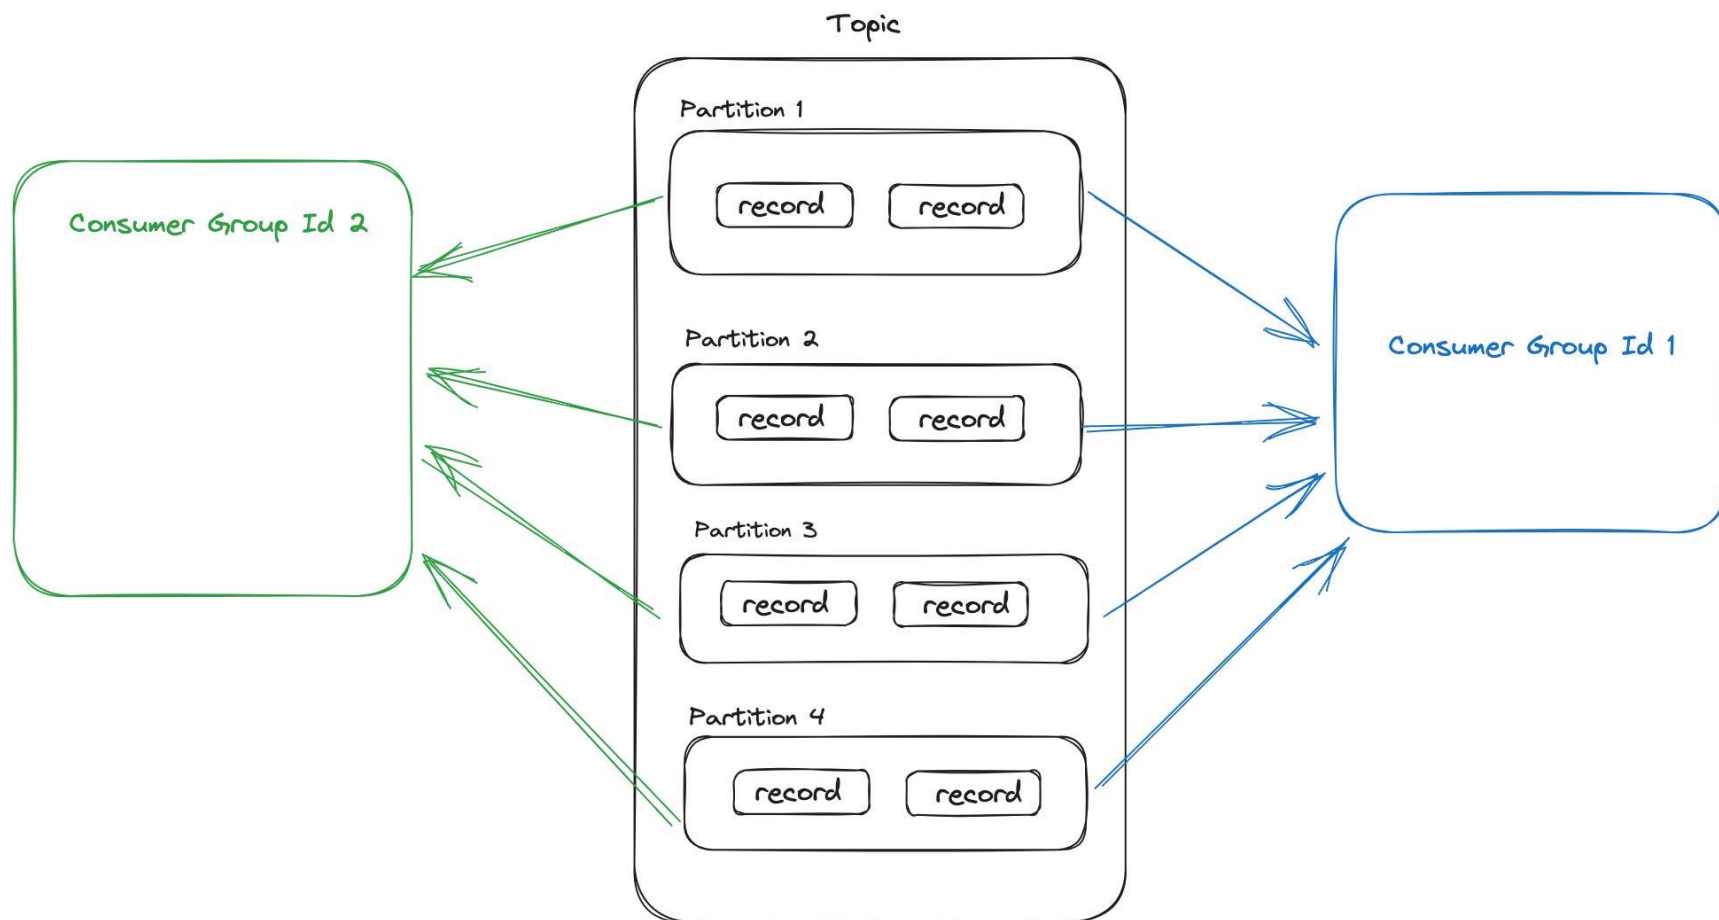 Topic
Partition 1
record record
Consumer Group Id 2
Partition 2
record record
Consumer Group Id 1
Partition 3
record record
Partition 4
record record